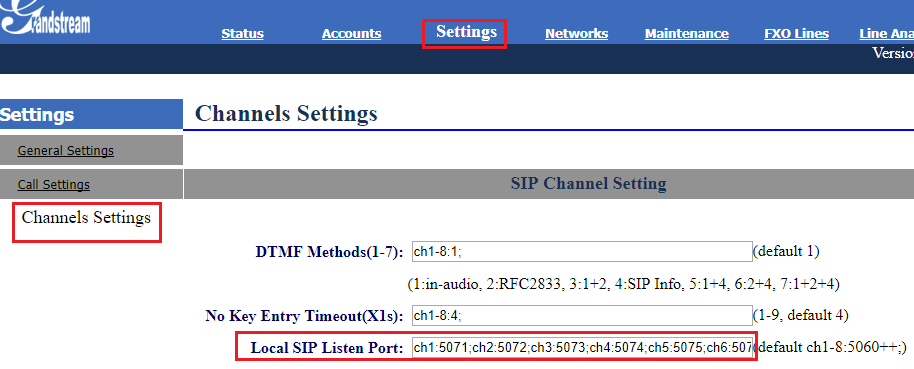 Grandstream
Status Accounts Settings Networks Maintenance FXO Lines Line Ana
Versio
Settings
Channels Settings
General Settings
Call Settings
SIP Channel Setting
Channels Settings
DTMF Methods(1-7): ch1-8:1; (default 1)
(1:in-audio, 2:RFC2833, 3:1+2, 4:SIP Info, 5:1+4, 6:2+4, 7:1+2+4)
No Key Entry Timeout(X1s): ch1-8:4; (1-9, default 4)
Local SIP Listen Port: ch1:5071;ch2:5072;ch3:5073;ch4:5074;ch5:5075;ch6:507 (default ch1-8:5060++;)